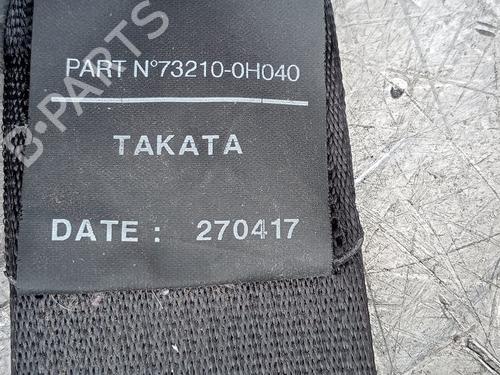 PART N°73210-0H040
TAKATA
DATE : 270417
B-PARTS